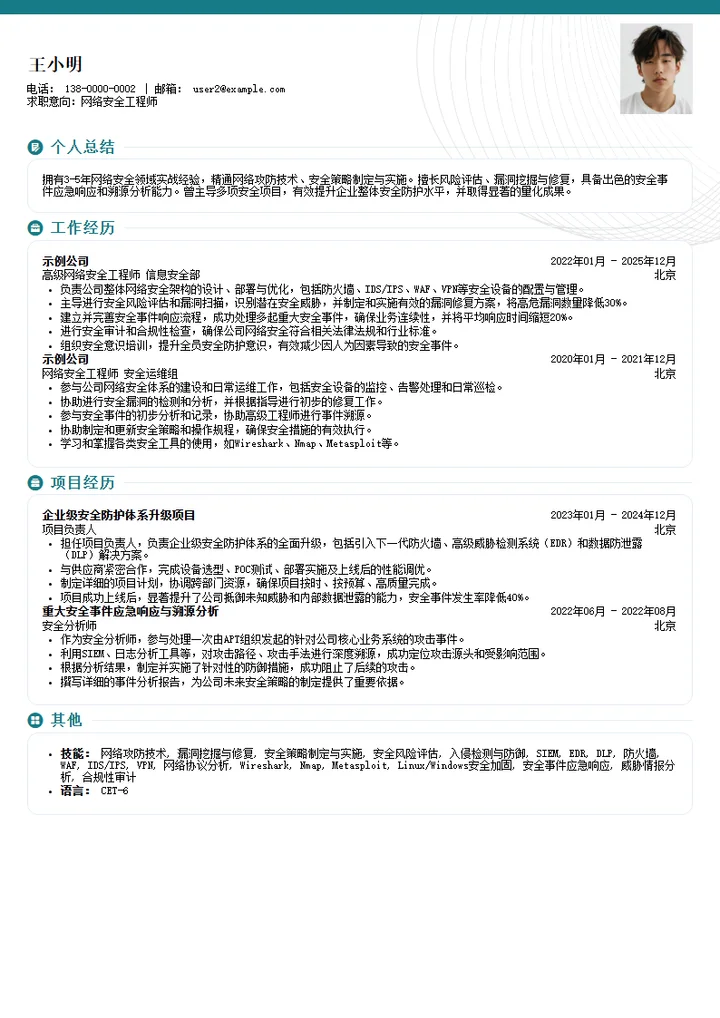 王小明
电话： 138-0000-0002 | 邮箱： user2@example.com
求职意向：网络安全工程师
个人总结
拥有3-5年网络安全领域实战经验，精通网络攻防技术、安全策略制定与实施。擅长风险评估、漏洞挖掘与修复，具备出色的安全事
件应急响应和溯源分析能力。曾主导多项安全项目，有效提升企业整体安全防护水平，并取得显著的量化成果。
工作经历
示例公司 2022年01月 - 2025年12月
高级网络安全工程师 信息安全部 北京
• 负责公司整体网络安全架构的设计、部署与优化，包括防火墙、IDS/IPS、WAF、VPN等安全设备的配置与管理。
• 主导进行安全风险评估和漏洞扫描，识别潜在安全威胁，并制定和实施有效的漏洞修复方案，将高危漏洞数量降低30%。
• 建立并完善安全事件响应流程，成功处理多起重大安全事件，确保业务连续性，并将平均响应时间缩短20%。
• 进行安全审计和合规性检查，确保公司网络安全符合相关法律法规和行业标准。
• 组织安全意识培训，提升全员安全防护意识，有效减少因人为因素导致的安全事件。
示例公司 2020年01月 - 2021年12月
网络安全工程师 安全运维组 北京
• 参与公司网络安全体系的建设和日常运维工作，包括安全设备的监控、告警处理和日常巡检。
• 协助进行安全漏洞的检测和分析，并根据指导进行初步的修复工作。
• 参与安全事件的初步分析和记录，协助高级工程师进行事件溯源。
• 协助制定和更新安全策略和操作规程，确保安全措施的有效执行。
• 学习和掌握各类安全工具的使用，如Wireshark、Nmap、Metasploit等。
项目经历
企业级安全防护体系升级项目 2023年01月 - 2024年12月
项目负责人 北京
• 担任项目负责人，负责企业级安全防护体系的全面升级，包括引入下一代防火墙、高级威胁检测系统（EDR）和数据防泄露
（DLP）解决方案。
• 与供应商紧密合作，完成设备选型、POC测试、部署实施及上线后的性能调优。
• 制定详细的项目计划，协调跨部门资源，确保项目按时、按预算、高质量完成。
• 项目成功上线后，显著提升了公司抵御未知威胁和内部数据泄露的能力，安全事件发生率降低40%。
重大安全事件应急响应与溯源分析 2022年06月 - 2022年08月
安全分析师 北京
• 作为安全分析师，参与处理一次由APT组织发起的针对公司核心业务系统的攻击事件。
• 利用SIEM、日志分析工具等，对攻击路径、攻击手法进行深度溯源，成功定位攻击源头和受影响范围。
• 根据分析结果，制定并实施了针对性的防御措施，成功阻止了后续的攻击。
• 撰写详细的事件分析报告，为公司未来安全策略的制定提供了重要依据。
其他
• 技能： 网络攻防技术, 漏洞挖掘与修复, 安全策略制定与实施, 安全风险评估, 入侵检测与防御, SIEM, EDR, DLP, 防火墙,
WAF, IDS/IPS, VPN, 网络协议分析, Wireshark, Nmap, Metasploit, Linux/Windows安全加固, 安全事件应急响应, 威胁情报分
析, 合规性审计
• 语言： CET-6